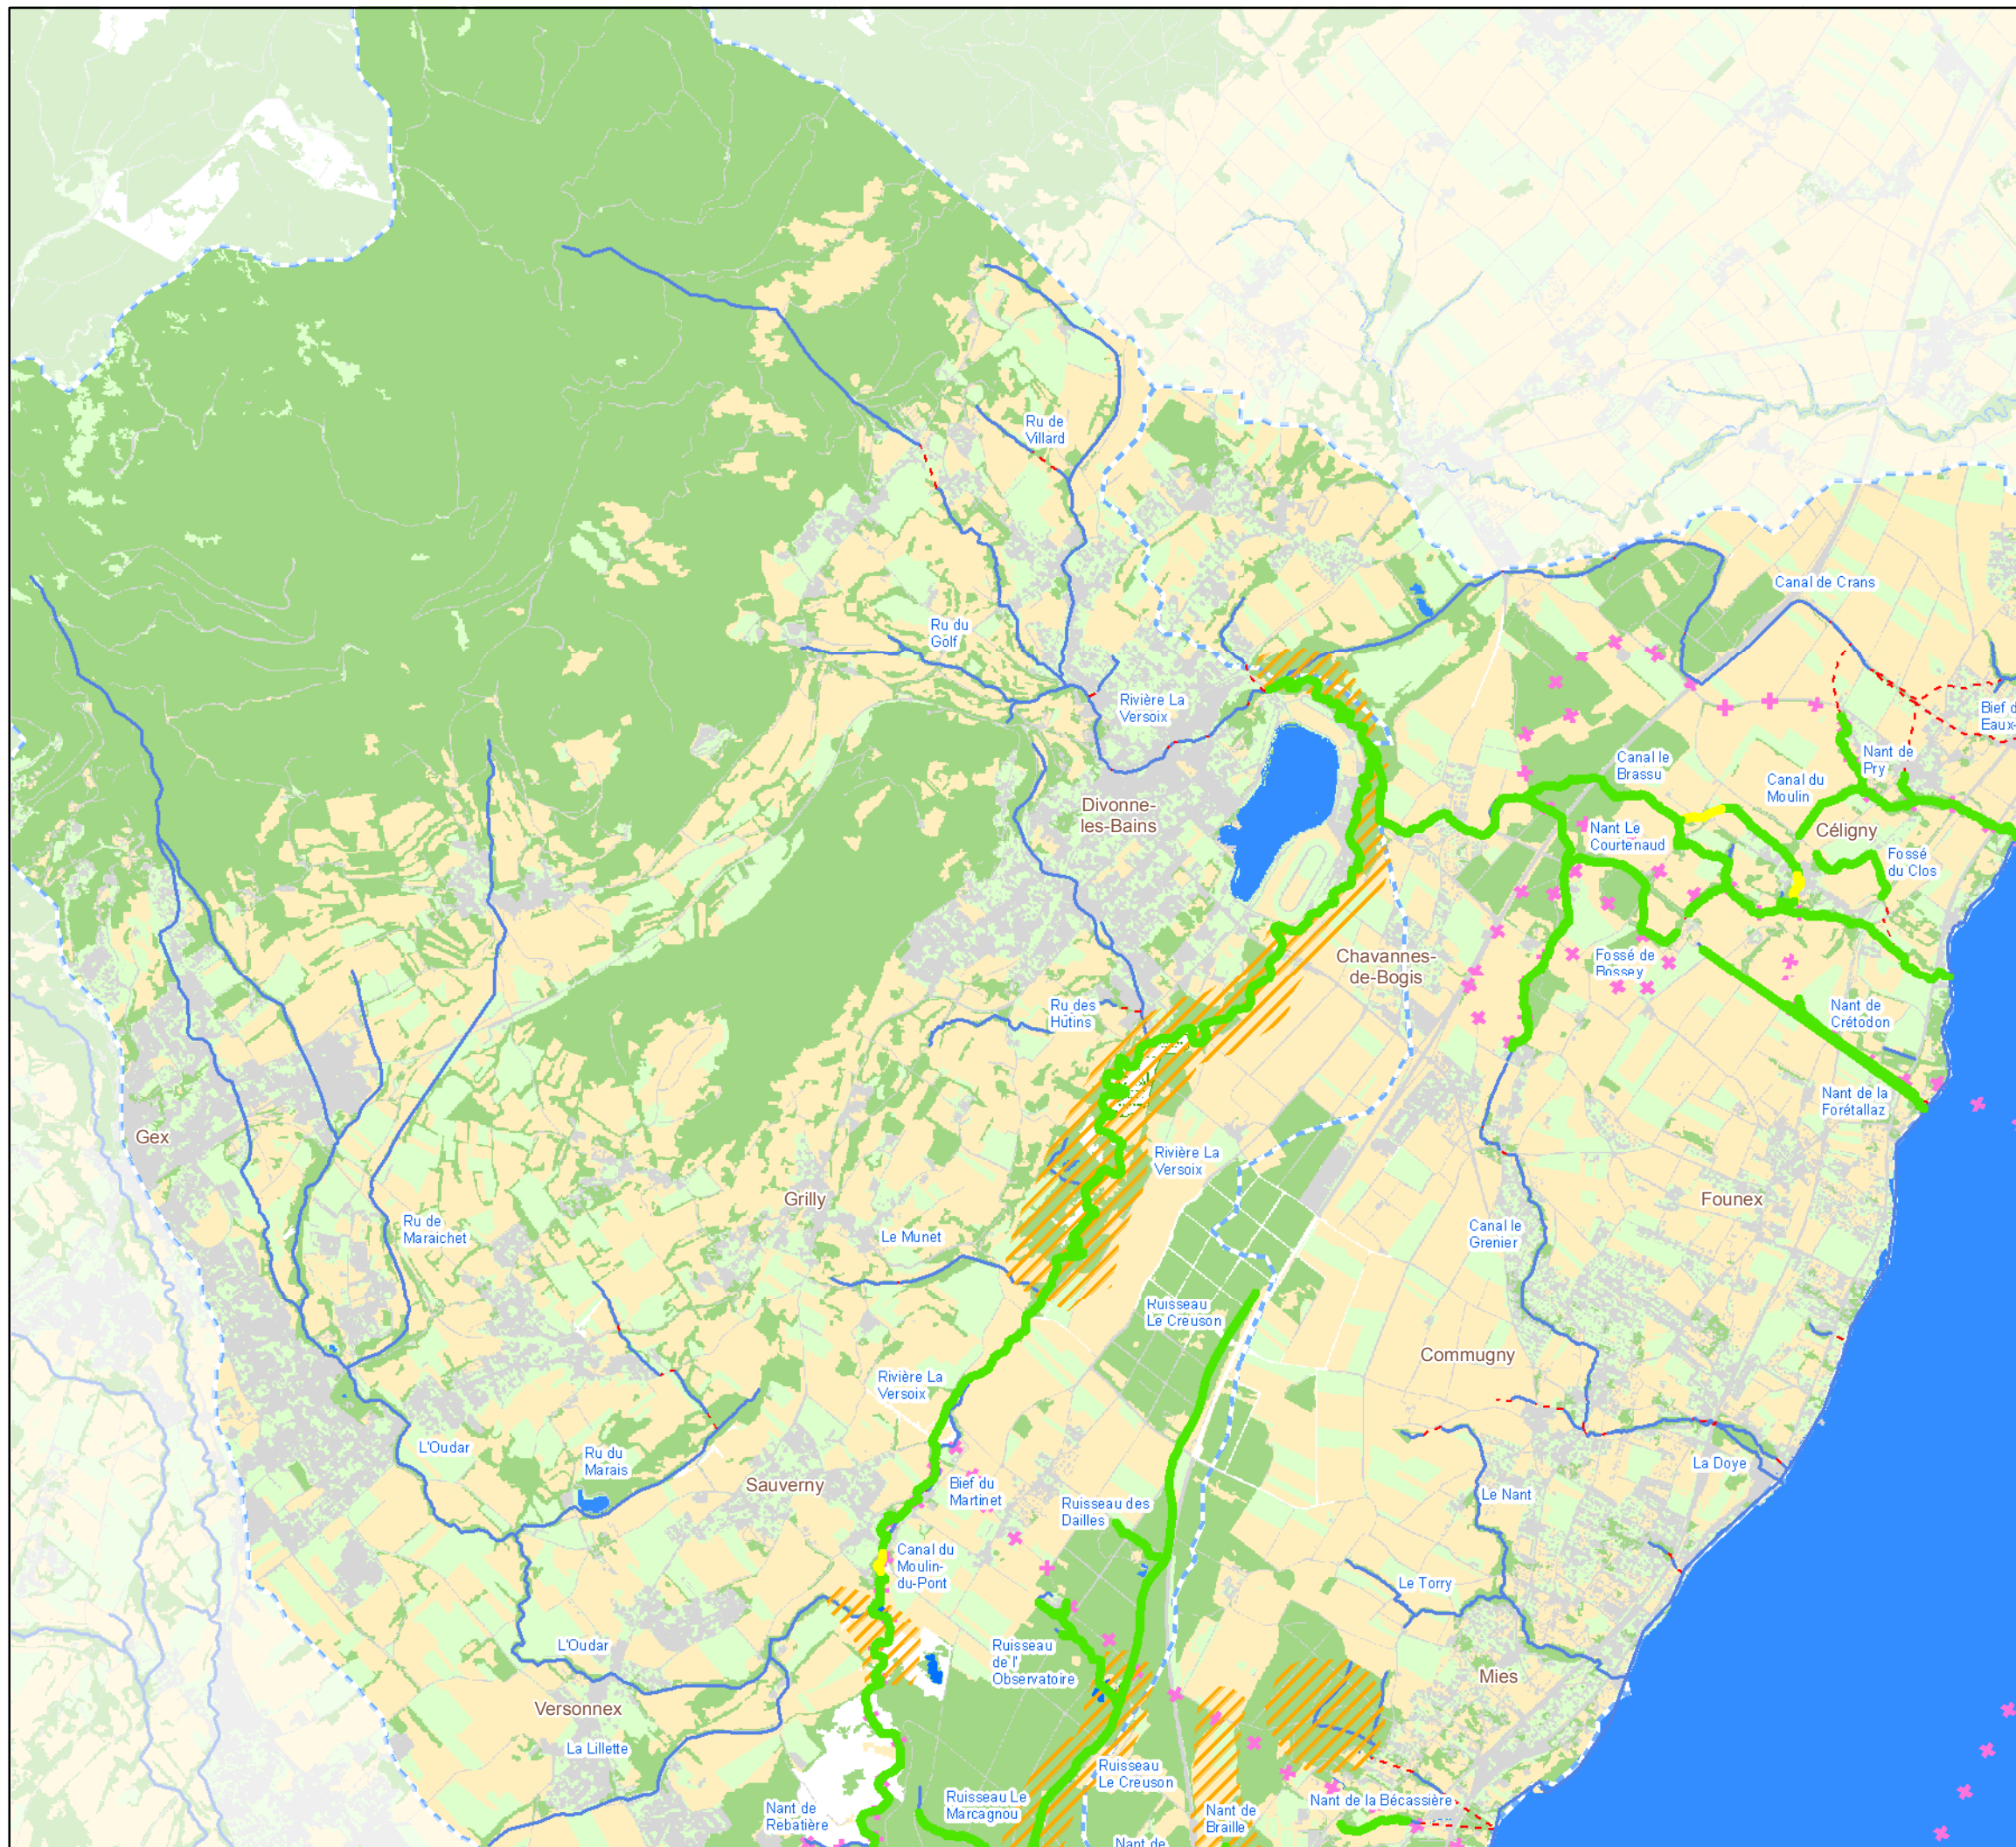 Ru de
Villard
Canal de Crans
Ru du
Golf
Rivière La
Versoix
Bief d
Eaux-
Canal le
Brassu
Nant de
Pry
Canal du
Moulin
Divonne-
les-Bains
Nant Le
Courtenaud
Céligny
Fossé
du Clos
Chavannes-
de-Bogis
Fossé de
Bossey
Ru des
Hutins
Nant de
Crétodon
Nant de la
Forétallaz
Gex
Rivière La
Versoix
Grilly
Founex
Ru de
Maraichet
Le Munet
Canal le
Grenier
Ruisseau
Le Creuson
Commugny
Rivière La
Versoix
L'Oudar
Ru du
Marais
La Doye
Sauverny
Bief du
Martinet
Le Nant
Ruisseau des
Dailles
Canal du
Moulin-
du-Pont
Le Torry
L'Oudar
Ruisseau
de l'
Observatoire
Mies
Versonnex
La Lillette
Ruisseau
Le Creuson
Ruisseau Le
Marcagnou
Nant de la Bécassière
Nant de
Rebatière
Nant de
Braille
Nant de